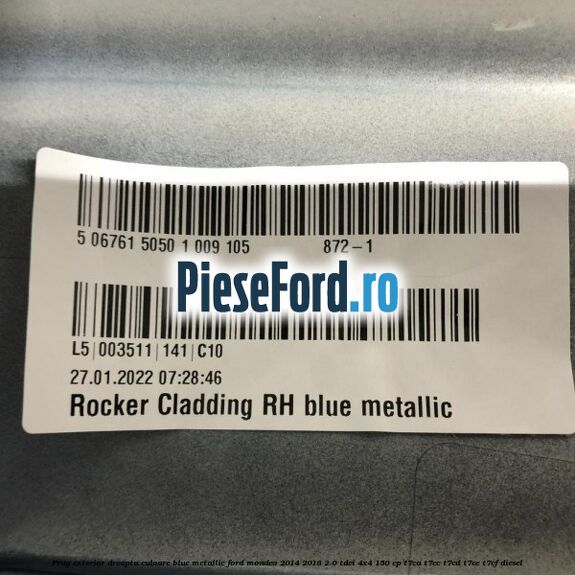 5 06761 5050 1 009 105 872-1
PieseFord.ro
L5|003511|141|C10
27.01.2022 07:28:46
Rocker Cladding RH blue metallic
Prag exterior dreapta culoare blue metallic ford mondeo 2014 2018 2.0 tdci 4x4 150 cp t7ca t7cc t7cd t7ce t7cf diesel